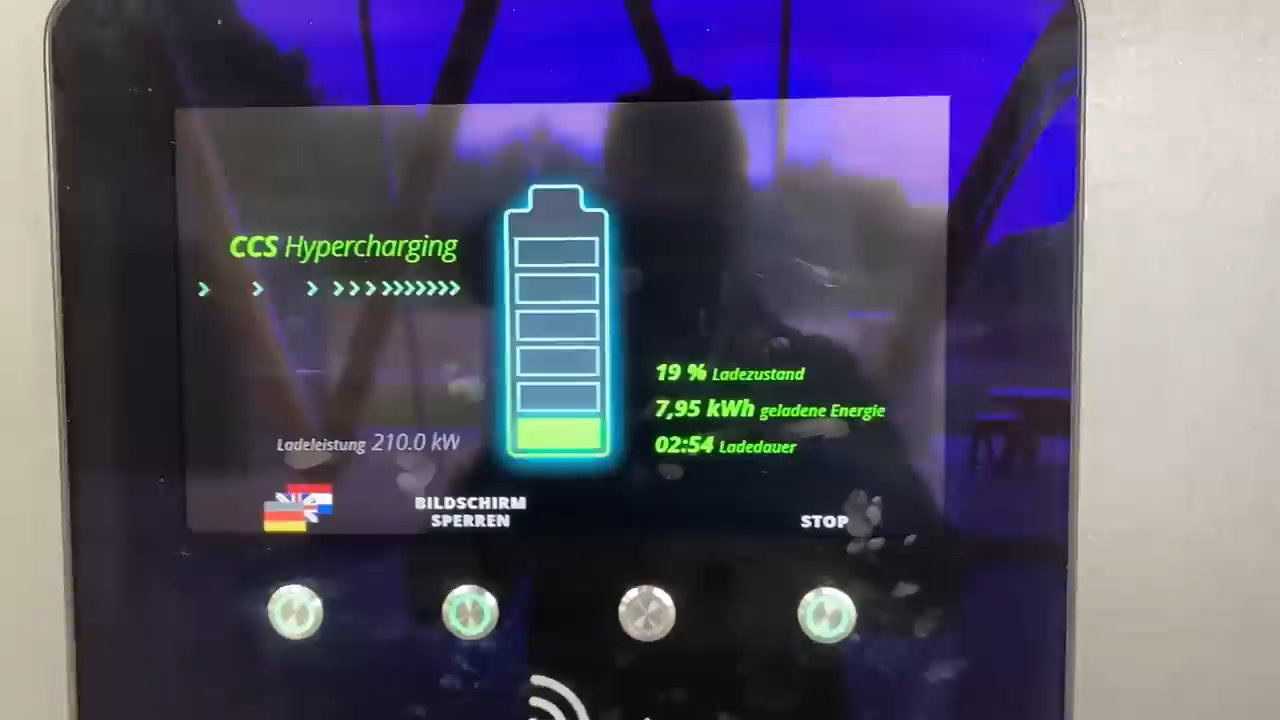 CCS Hypercharging
19 % Ladezustand
7,95 kWh geladene Energie
02:54 Ladedauer
Ladeleistung 210.0 kW
BILDSCHIRM
SPERREN
STOP